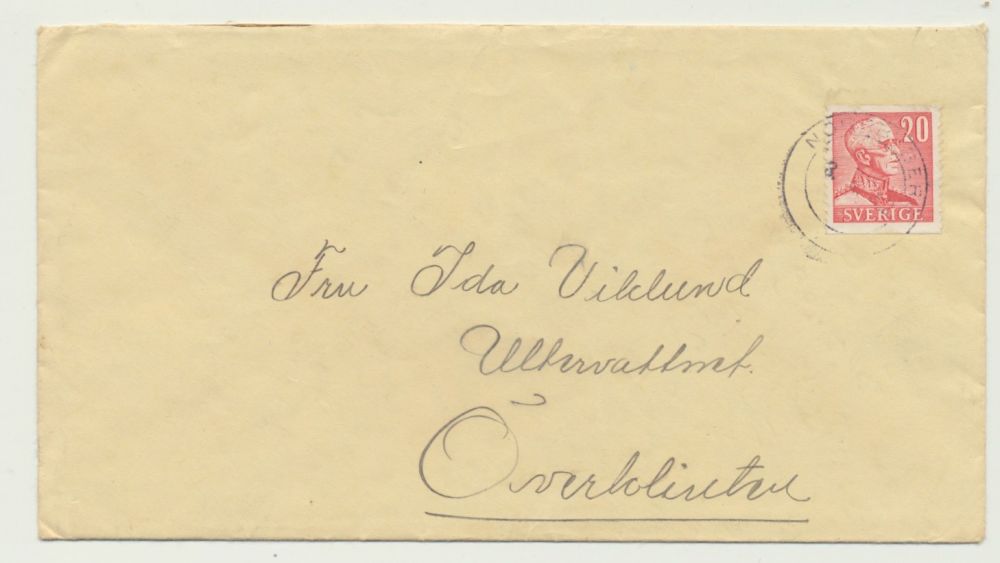 20
SVERIGE
Fru Ida Viklund
Ultervattnet.
Överklinten